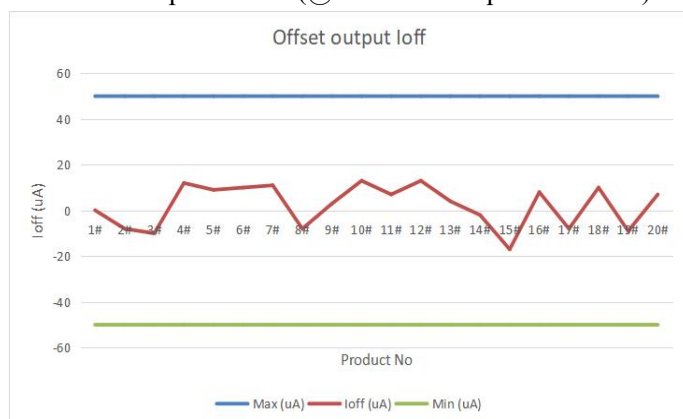 Offset output Ioff
60
40
20
0
-20
-40
-60
Ioff (uA)
1# 2# 3# 4# 5# 6# 7# 8# 9# 10# 11# 12# 13# 14# 15# 16# 17# 18# 19# 20#
Product No
Max (uA) Ioff (uA) Min (uA)